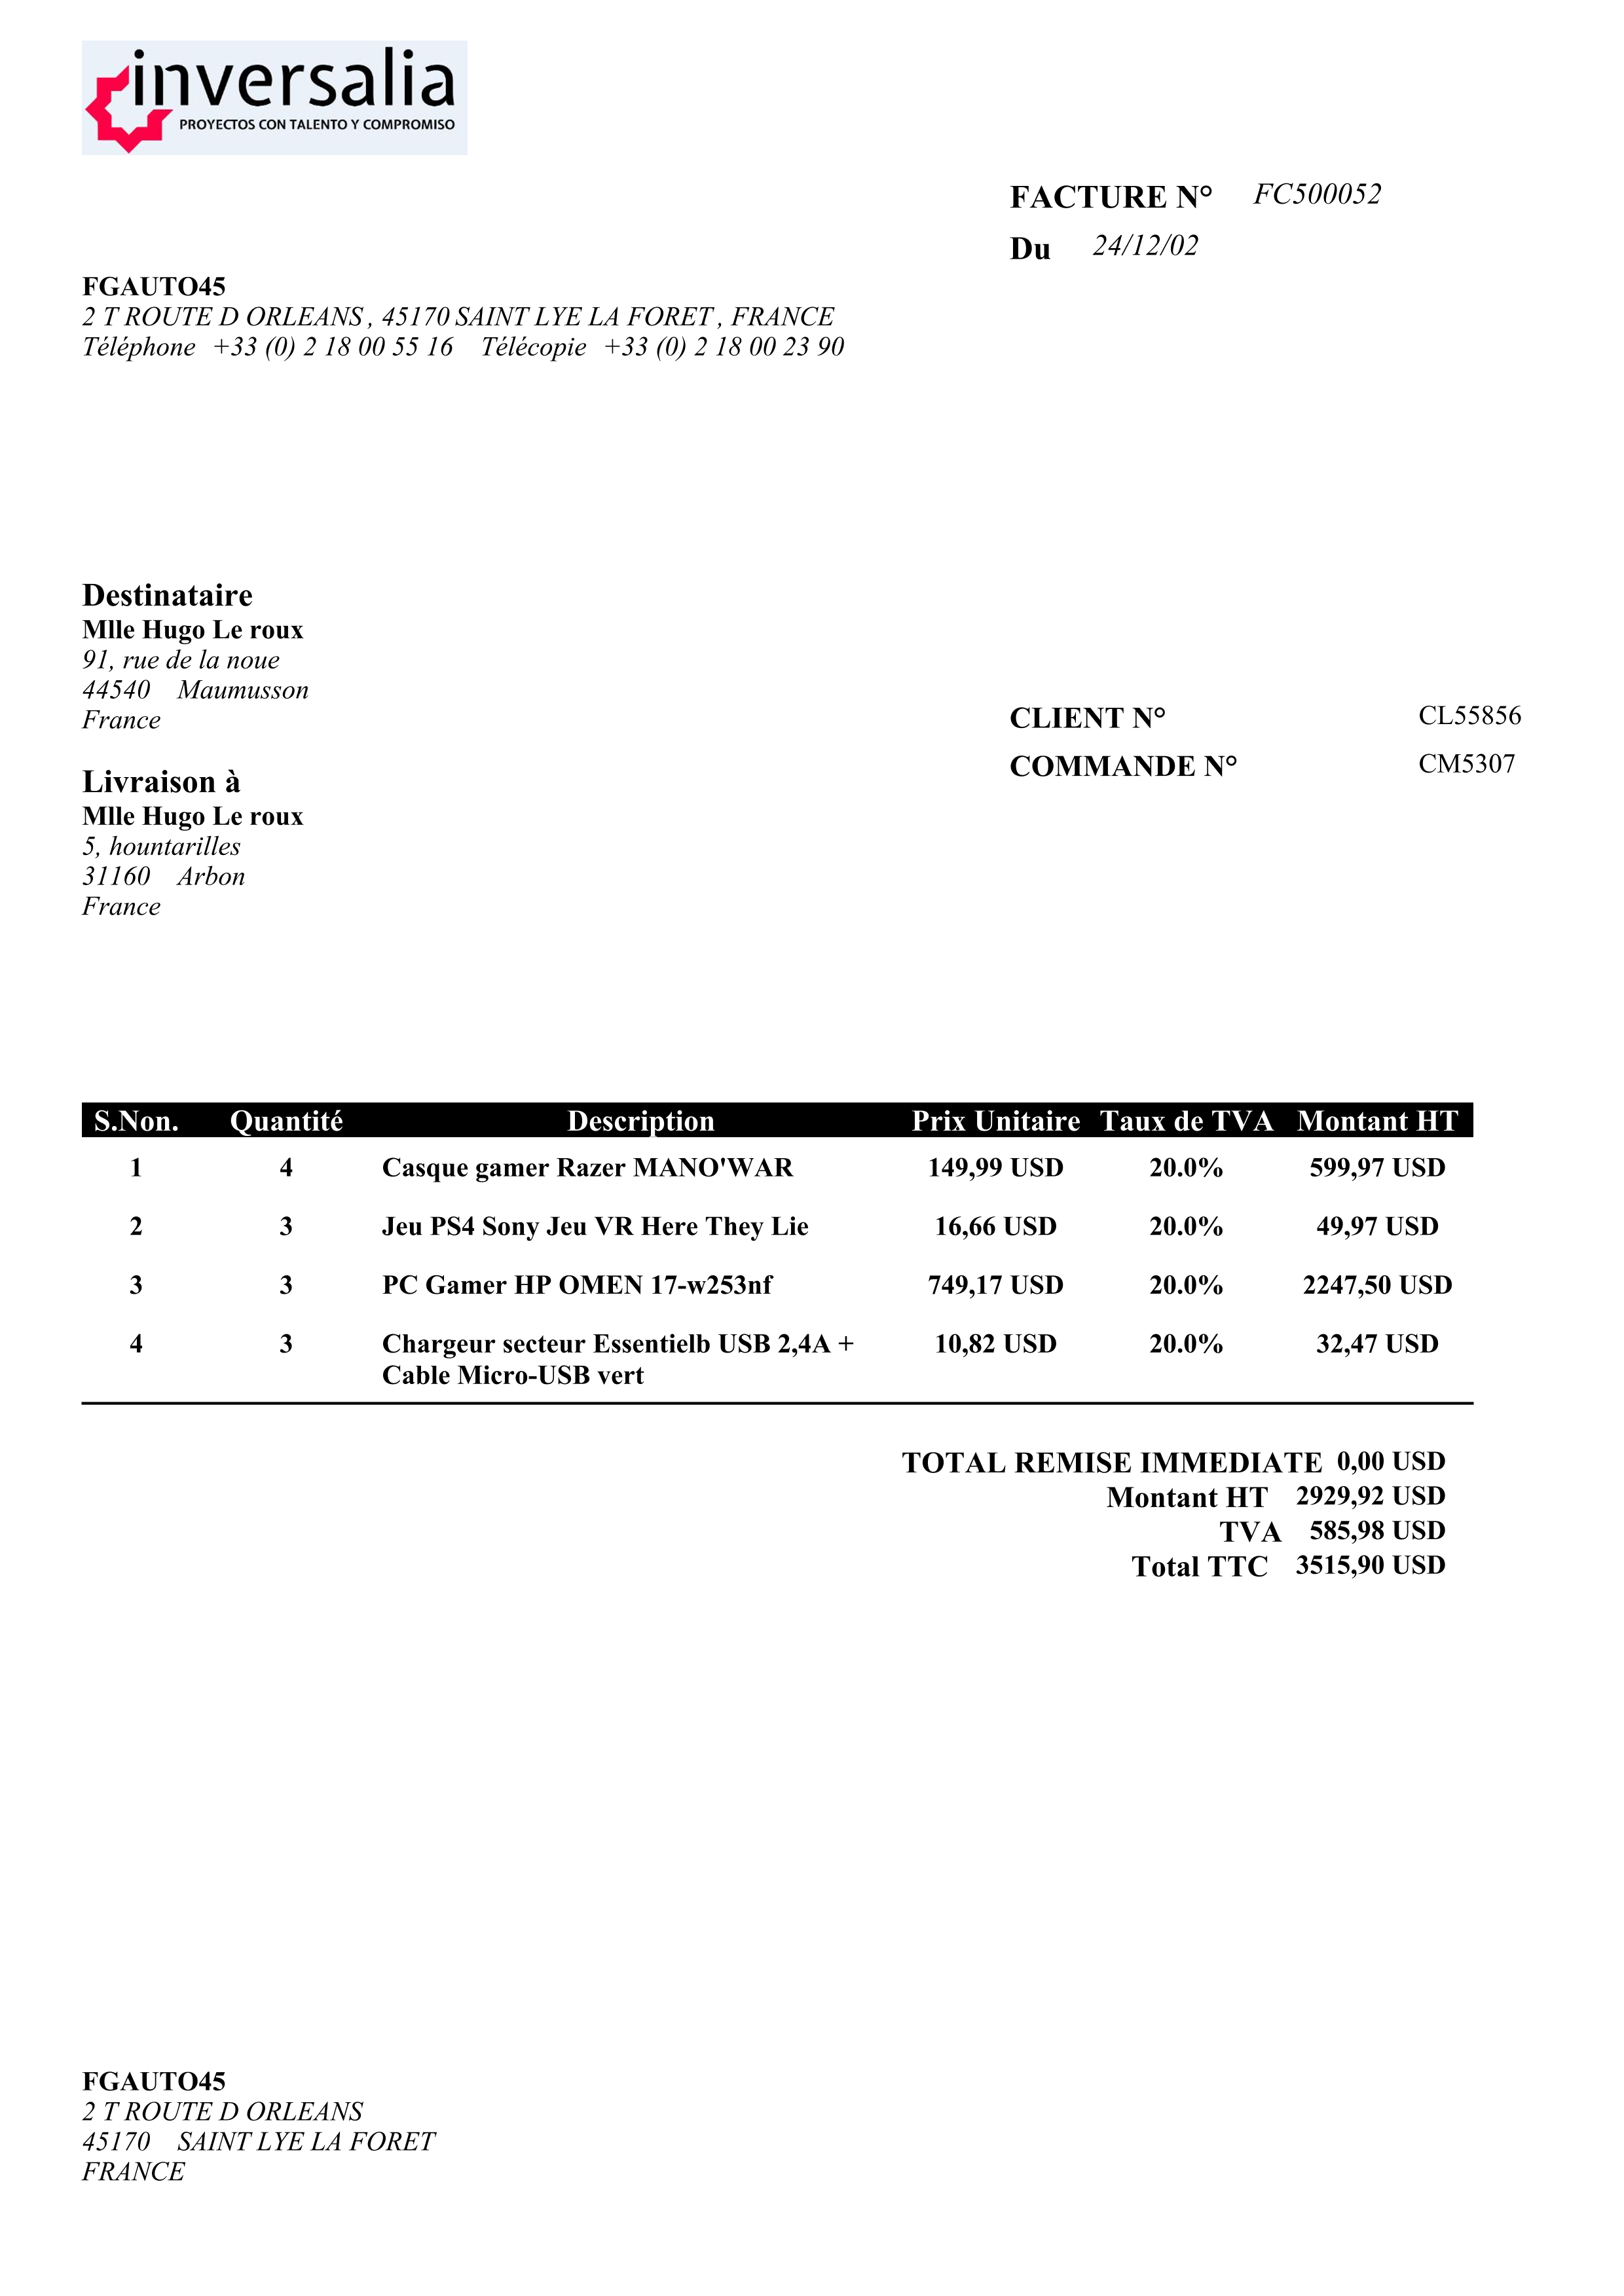 inversalia
PROYECTOS CON TALENTO Y COMPROMISO
FACTURE N° FC500052
Du 24/12/02
FGAUTO45
2 T ROUTE D ORLEANS , 45170 SAINT LYE LA FORET , FRANCE
Téléphone +33 (0) 2 18 00 55 16 Télécopie +33 (0) 2 18 00 23 90
Destinataire
Mlle Hugo Le roux
91, rue de la noue
44540 Maumusson
France
CLIENT N° CL55856
COMMANDE N° CM5307
Livraison à
Mlle Hugo Le roux
5, hountarilles
31160 Arbon
France
S.Non. Quantité Description Prix Unitaire Taux de TVA Montant HT
1 4 Casque gamer Razer MANO'WAR 149,99 USD 20.0% 599,97 USD
2 3 Jeu PS4 Sony Jeu VR Here They Lie 16,66 USD 20.0% 49,97 USD
3 3 PC Gamer HP OMEN 17-w253nf 749,17 USD 20.0% 2247,50 USD
4 3 Chargeur secteur Essentielb USB 2,4A + 10,82 USD 20.0% 32,47 USD
Cable Micro-USB vert
TOTAL REMISE IMMEDIATE 0,00 USD
Montant HT 2929,92 USD
TVA 585,98 USD
Total TTC 3515,90 USD
FGAUTO45
2 T ROUTE D ORLEANS
45170 SAINT LYE LA FORET
FRANCE